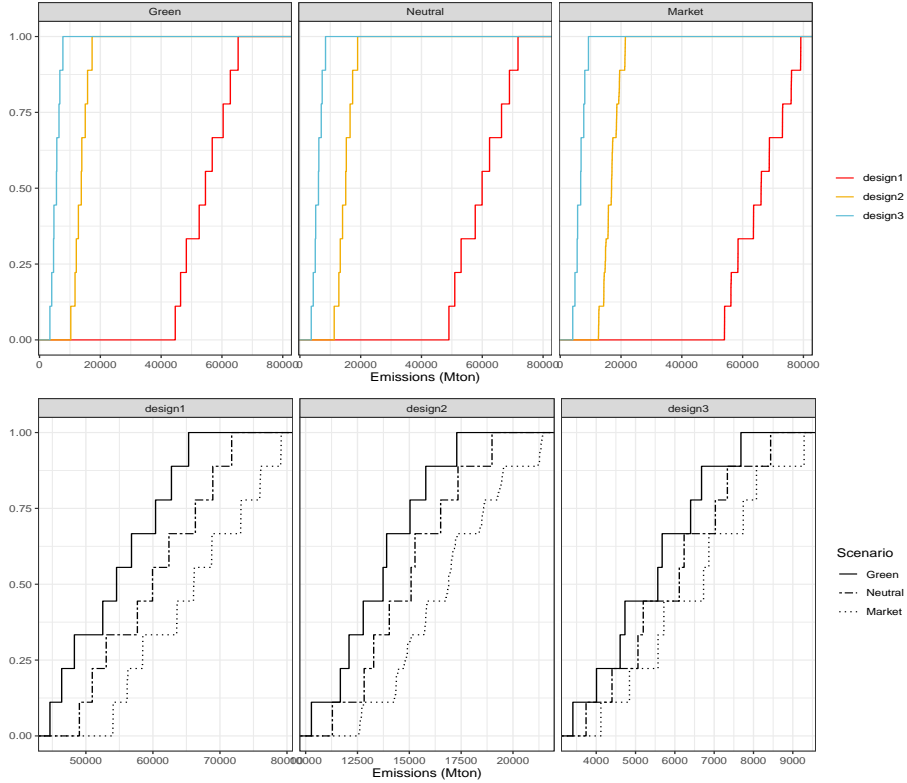 Green Neutral Market
1.00
0.75
0.50
0.25
0.00
0 20000 40000 60000 80000 0 20000 40000 60000 80000 0 20000 40000 60000 80000
Emissions (Mton)
design1
design2
design3
design1 design2 design3
1.00
0.75
0.50
0.25
0.00
50000 60000 70000 80000 10000 12500 15000 17500 20000 4000 5000 6000 7000 8000 9000
Emissions (Mton)
Scenario
Green
Neutral
Market